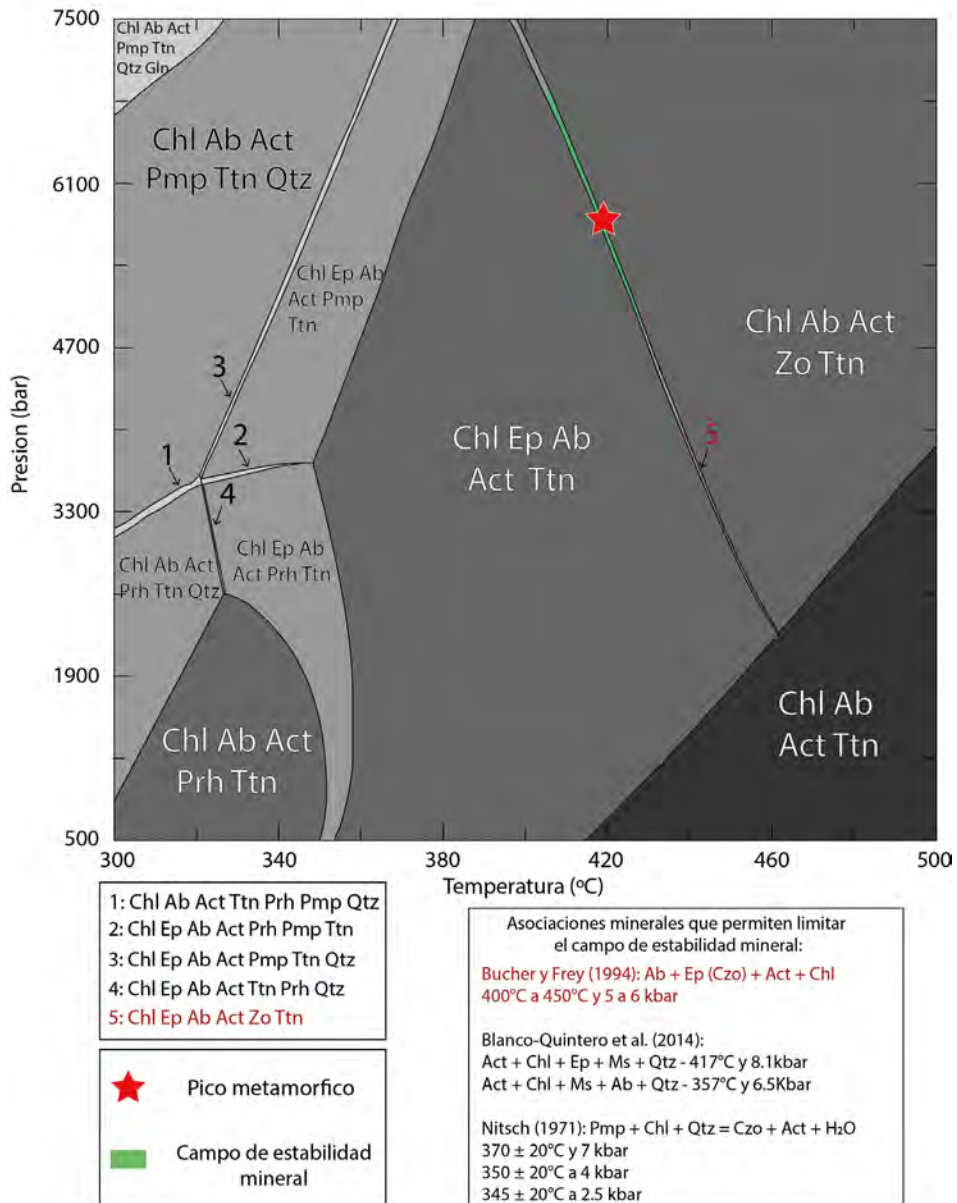 7500
Chl Ab Act
Pmp Ttn
Qtz Gln
Chl Ab Act
Pmp Ttn Qtz
6100
Chl Ep Ab
Act Pmp
Ttn
Chl Ab Act
Zo Ttn
4700
3
Presion (bar)
1
2
Chl Ep Ab
Act Ttn
5
4
3300
Chl Ab Act
Prh Ttn Qtz
Chl Ep Ab
Act Prh Ttn
1900
Chl Ab Act
Prh Ttn
Chl Ab
Act Ttn
500
300
340
380
420
460
500
Temperatura (ºC)
1: Chl Ab Act Ttn Prh Pmp Qtz
2: Chl Ep Ab Act Prh Pmp Ttn
3: Chl Ep Ab Act Pmp Ttn Qtz
4: Chl Ep Ab Act Ttn Prh Qtz
5: Chl Ep Ab Act Zo Ttn
Pico metamorfico
Campo de estabilidad
mineral
Asociaciones minerales que permiten limitar
el campo de estabilidad mineral:
Bucher y Frey (1994): Ab + Ep (Czo) + Act + Chl
400°C a 450°C y 5 a 6 kbar
Blanco-Quintero et al. (2014):
Act + Chl + Ep + Ms + Qtz - 417°C y 8.1kbar
Act + Chl + Ms + Ab + Qtz - 357°C y 6.5Kbar
Nitsch (1971): Pmp + Chl + Qtz = Czo + Act + H₂O
370 ± 20°C y 7 kbar
350 ± 20°C a 4 kbar
345 ± 20°C a 2.5 kbar